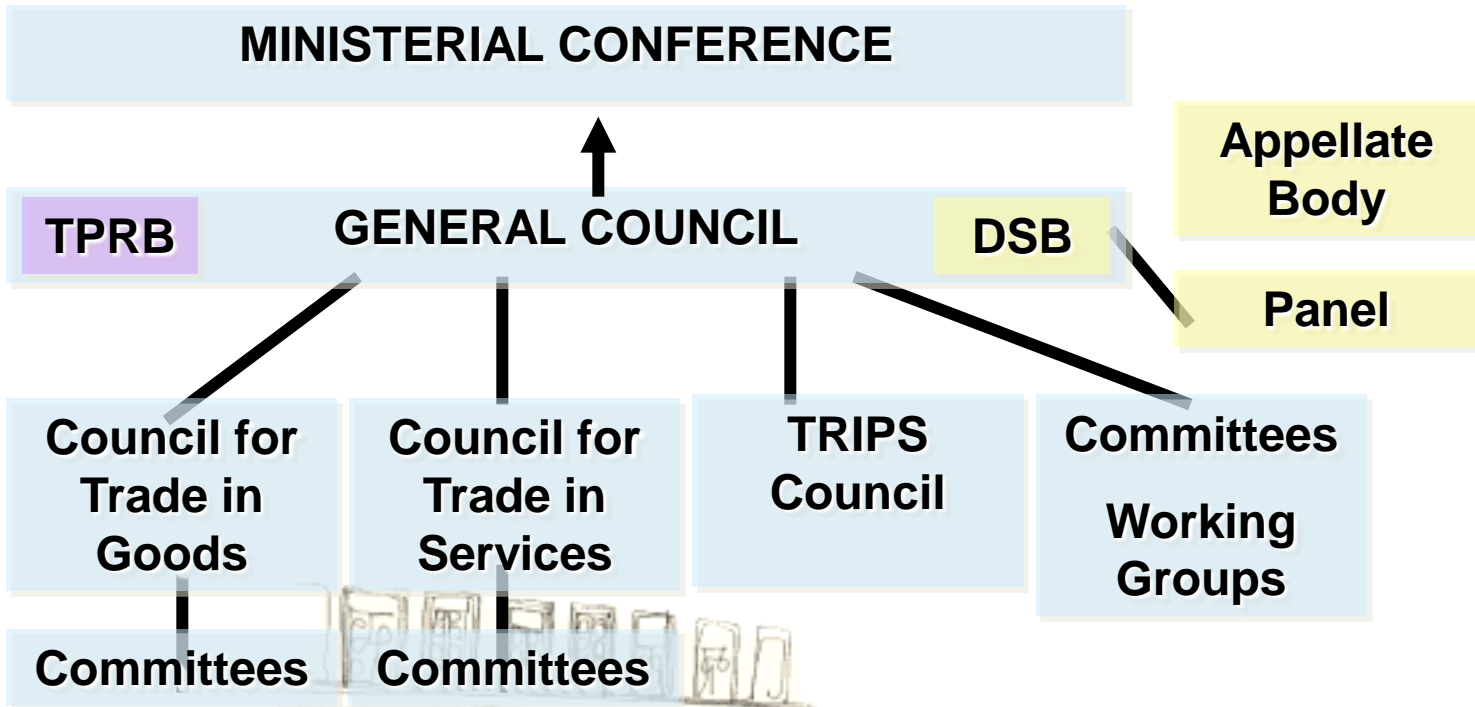 MINISTERIAL CONFERENCE
Appellate
Body
TPRB
GENERAL COUNCIL
DSB
Panel
Council for
Trade in
Goods
Council for
Trade in
Services
TRIPS
Council
Committees
Working
Groups
Committees
Committees